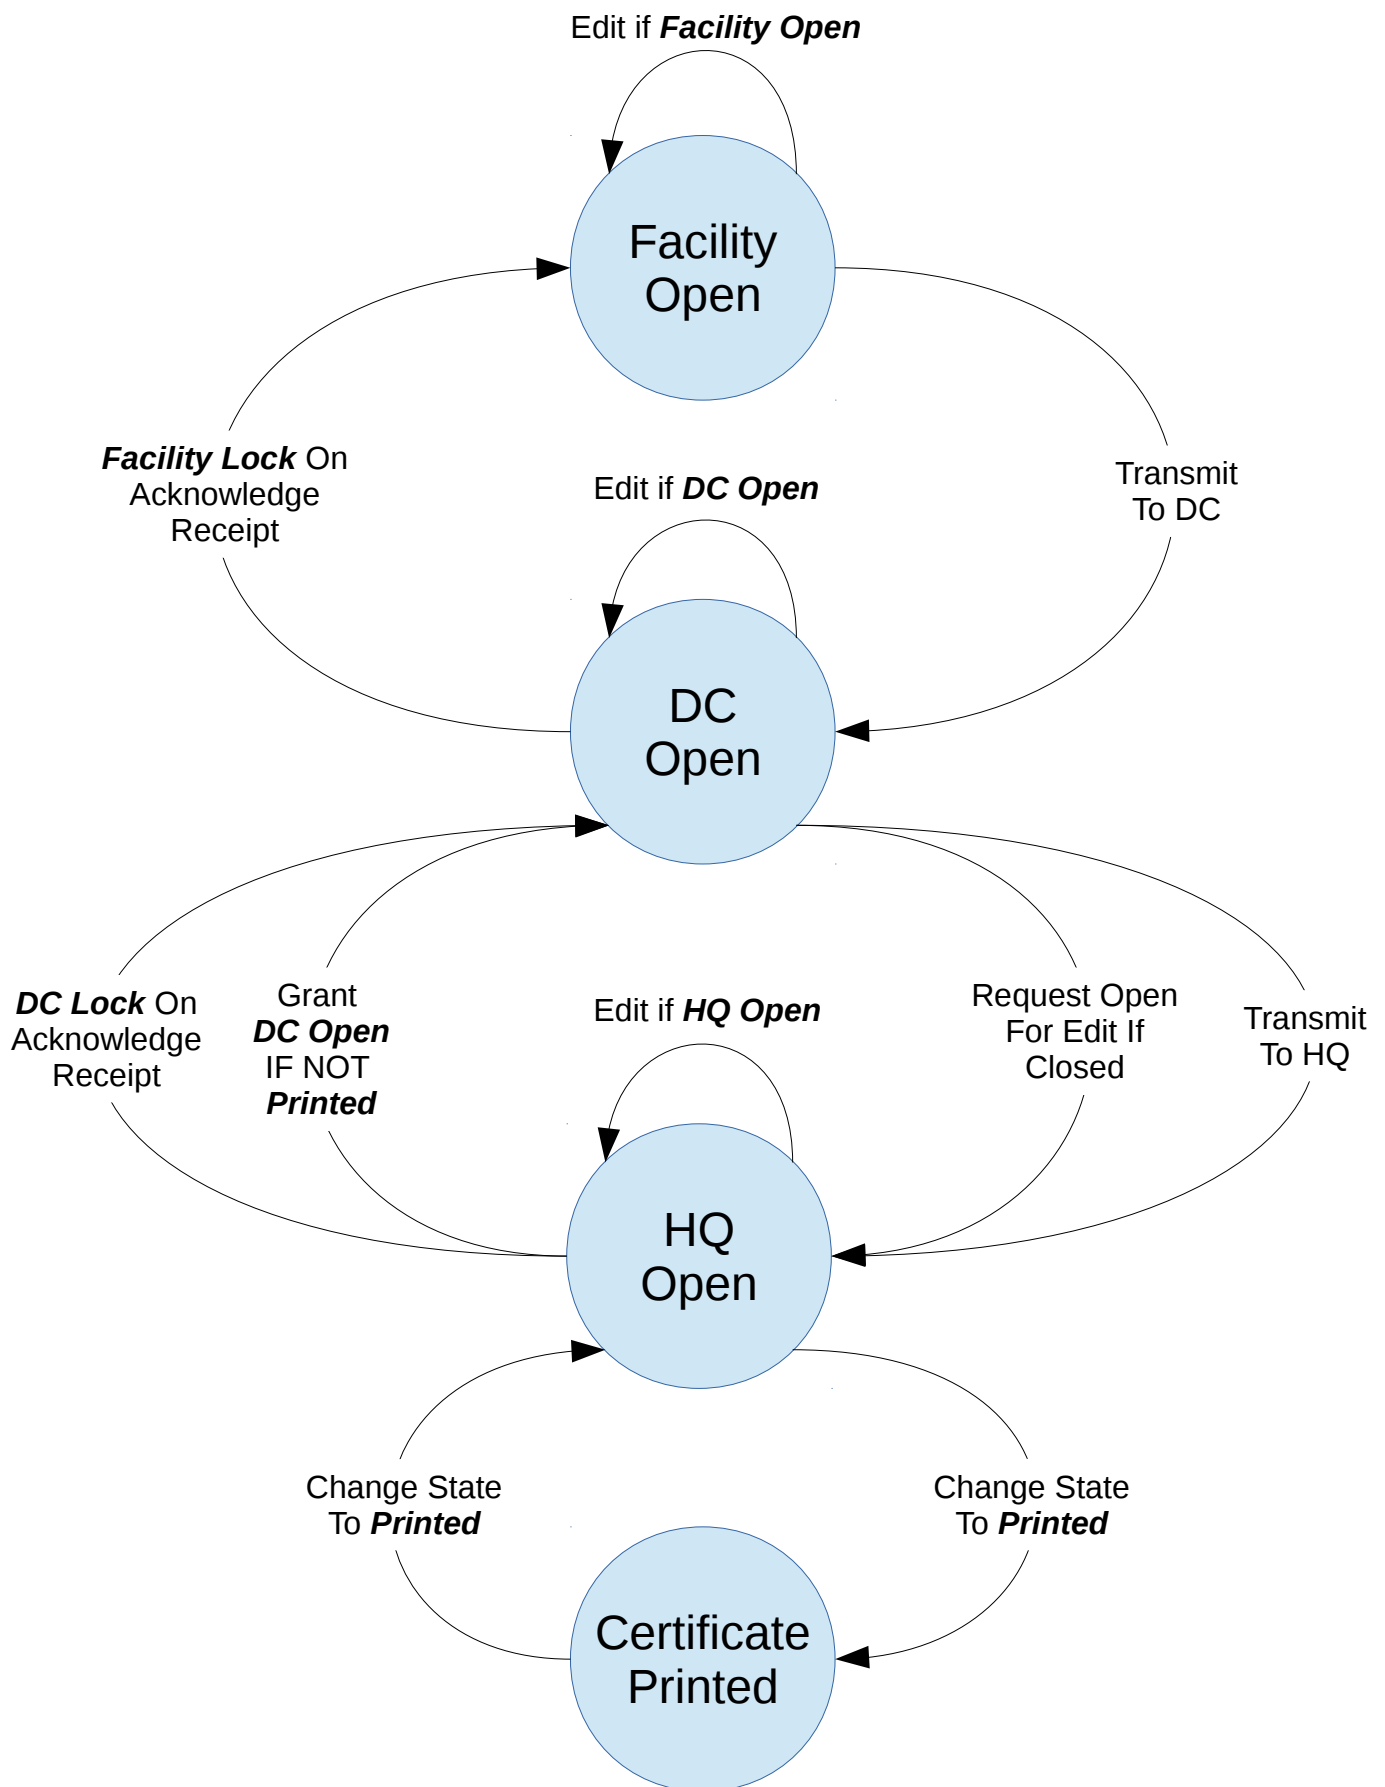 Edit if Facility Open
Facility
Open
Facility Lock On
Acknowledge
Receipt
Transmit
To DC
Edit if DC Open
DC
Open
DC Lock On
Acknowledge
Receipt
Grant
DC Open
IF NOT
Printed
Edit if HQ Open
Request Open
For Edit If
Closed
Transmit
To HQ
HQ
Open
Change State
To Printed
Change State
To Printed
Certificate
Printed